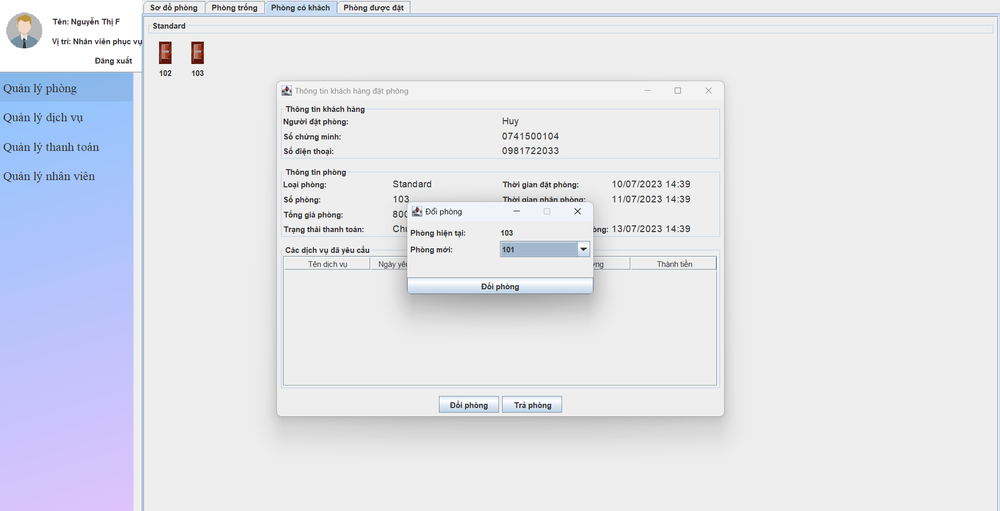 Tên: Nguyễn Thị F
Vị trí: Nhân viên phục vụ
Đăng xuất
Quản lý phòng
Quản lý dịch vụ
Quản lý thanh toán
Quản lý nhân viên
Sơ đồ phòng Phòng trống Phòng có khách Phòng được đặt
Standard
102 103
Thông tin khách hàng đặt phòng
Thông tin khách hàng
Người đặt phòng: Huy
Số chứng minh: 0741500104
Số điện thoại: 0981722033
Thông tin phòng
Loại phòng: Standard Thời gian đặt phòng: 10/07/2023 14:39
Số phòng: 103 Thời gian nhận phòng: 11/07/2023 14:39
Tổng giá phòng:
Trạng thái thanh toán: 13/07/2023 14:39
Các dịch vụ đã yêu cầu
Tên dịch vụ Ngày Thành tiền
Đổi phòng
Phòng hiện tại: 103
Phòng mới: 101
Đổi phòng
Đổi phòng Trả phòng